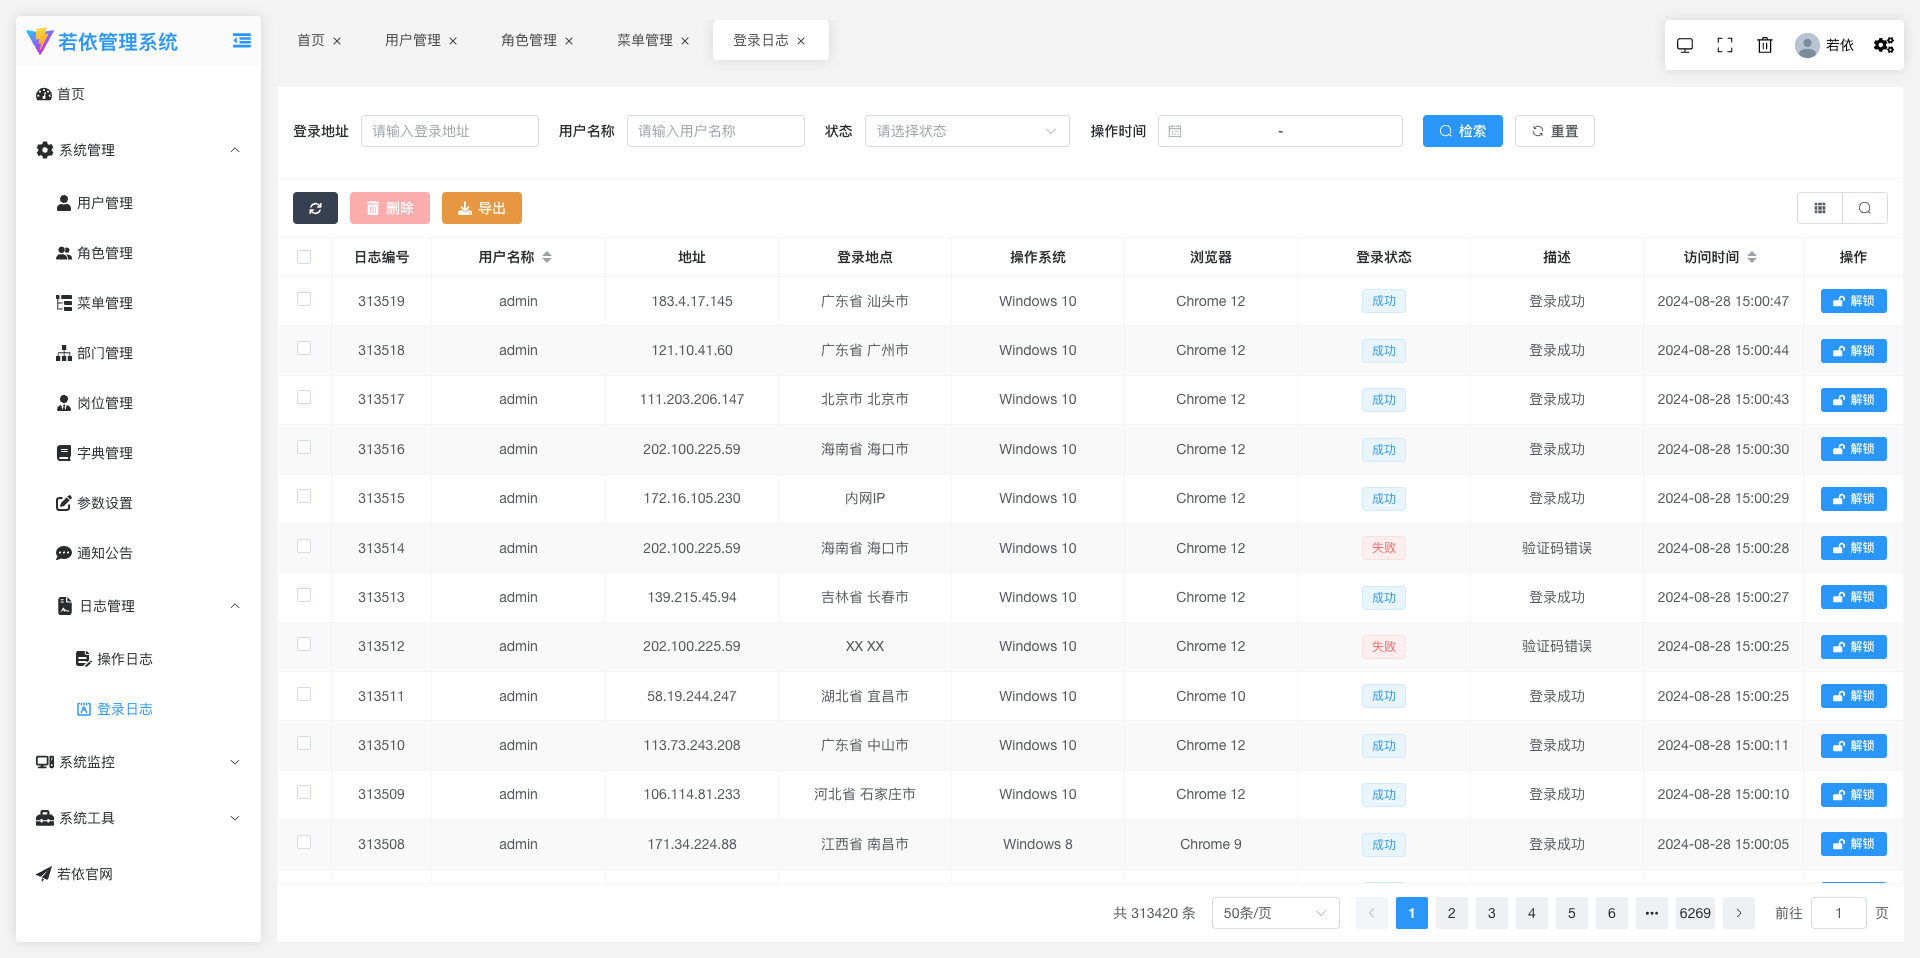 若依管理系统
首页
系统管理
用户管理
角色管理
菜单管理
部门管理
岗位管理
字典管理
参数设置
通知公告
日志管理
操作日志
登录日志
系统监控
系统工具
若依官网
首页 用户管理 角色管理 菜单管理 登录日志
若依
登录地址 请输入登录地址 用户名称 请输入用户名称 状态 请选择状态 操作时间 - 检索 重置
删除 导出
日志编号 用户名称 地址 登录地点 操作系统 浏览器 登录状态 描述 访问时间 操作
313519 admin 183.4.17.145 广东省 汕头市 Windows 10 Chrome 12 成功 登录成功 2024-08-28 15:00:47 解锁
313518 admin 121.10.41.60 广东省 广州市 Windows 10 Chrome 12 成功 登录成功 2024-08-28 15:00:44 解锁
313517 admin 111.203.206.147 北京市 北京市 Windows 10 Chrome 12 成功 登录成功 2024-08-28 15:00:43 解锁
313516 admin 202.100.225.59 海南省 海口市 Windows 10 Chrome 12 成功 登录成功 2024-08-28 15:00:30 解锁
313515 admin 172.16.105.230 内网IP Windows 10 Chrome 12 成功 登录成功 2024-08-28 15:00:29 解锁
313514 admin 202.100.225.59 海南省 海口市 Windows 10 Chrome 12 失败 验证码错误 2024-08-28 15:00:28 解锁
313513 admin 139.215.45.94 吉林省 长春市 Windows 10 Chrome 12 成功 登录成功 2024-08-28 15:00:27 解锁
313512 admin 202.100.225.59 XX XX Windows 10 Chrome 12 失败 验证码错误 2024-08-28 15:00:25 解锁
313511 admin 58.19.244.247 湖北省 宜昌市 Windows 10 Chrome 10 成功 登录成功 2024-08-28 15:00:25 解锁
313510 admin 113.73.243.208 广东省 中山市 Windows 10 Chrome 12 成功 登录成功 2024-08-28 15:00:11 解锁
313509 admin 106.114.81.233 河北省 石家庄市 Windows 10 Chrome 12 成功 登录成功 2024-08-28 15:00:10 解锁
313508 admin 171.34.224.88 江西省 南昌市 Windows 8 Chrome 9 成功 登录成功 2024-08-28 15:00:05 解锁
共 313420 条 50条/页 1 2 3 4 5 6 ••• 6269 前往 1 页